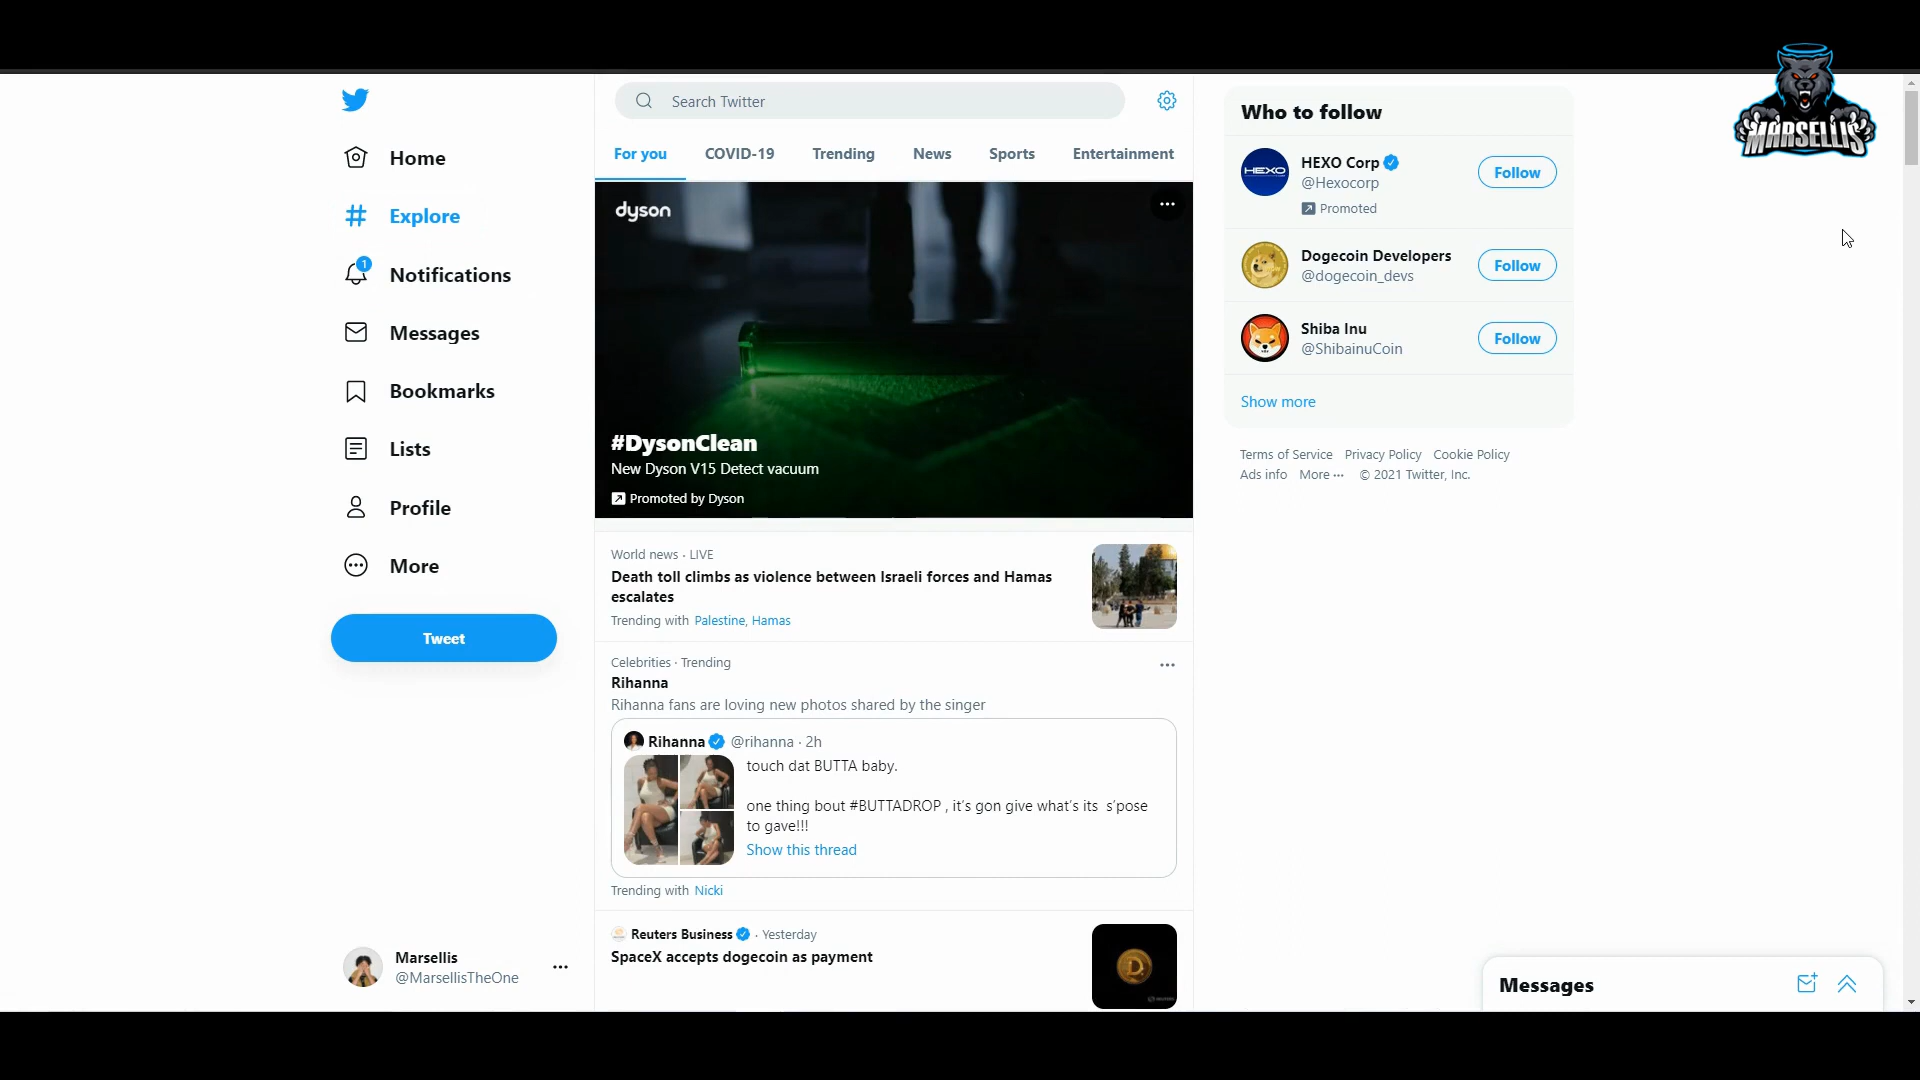 MARSELLIS
Home
Explore
1
Notifications
Messages
Bookmarks
Lists
Profile
More
Tweet
Marsellis
@MarsellisTheOne
Search Twitter
For you
COVID-19
Trending
News
Sports
Entertainment
dyson
#DysonClean
New Dyson V15 Detect vacuum
Promoted by Dyson
World news · LIVE
Death toll climbs as violence between Israeli forces and Hamas
escalates
Trending with Palestine, Hamas
Celebrities · Trending
Rihanna
Rihanna fans are loving new photos shared by the singer
Rihanna @rihanna · 2h
touch dat BUTTA baby.
one thing bout #BUTTADROP , it's gon give what's its s'pose
to gave!!!
Show this thread
Trending with Nicki
Reuters Business · Yesterday
SpaceX accepts dogecoin as payment
Who to follow
HEXO
HEXO Corp
@Hexocorp
Promoted
Follow
Dogecoin Developers
@dogecoin_devs
Follow
Shiba Inu
@ShibainuCoin
Follow
Show more
Terms of Service Privacy Policy Cookie Policy
Ads info More ··· © 2021 Twitter, Inc.
Messages